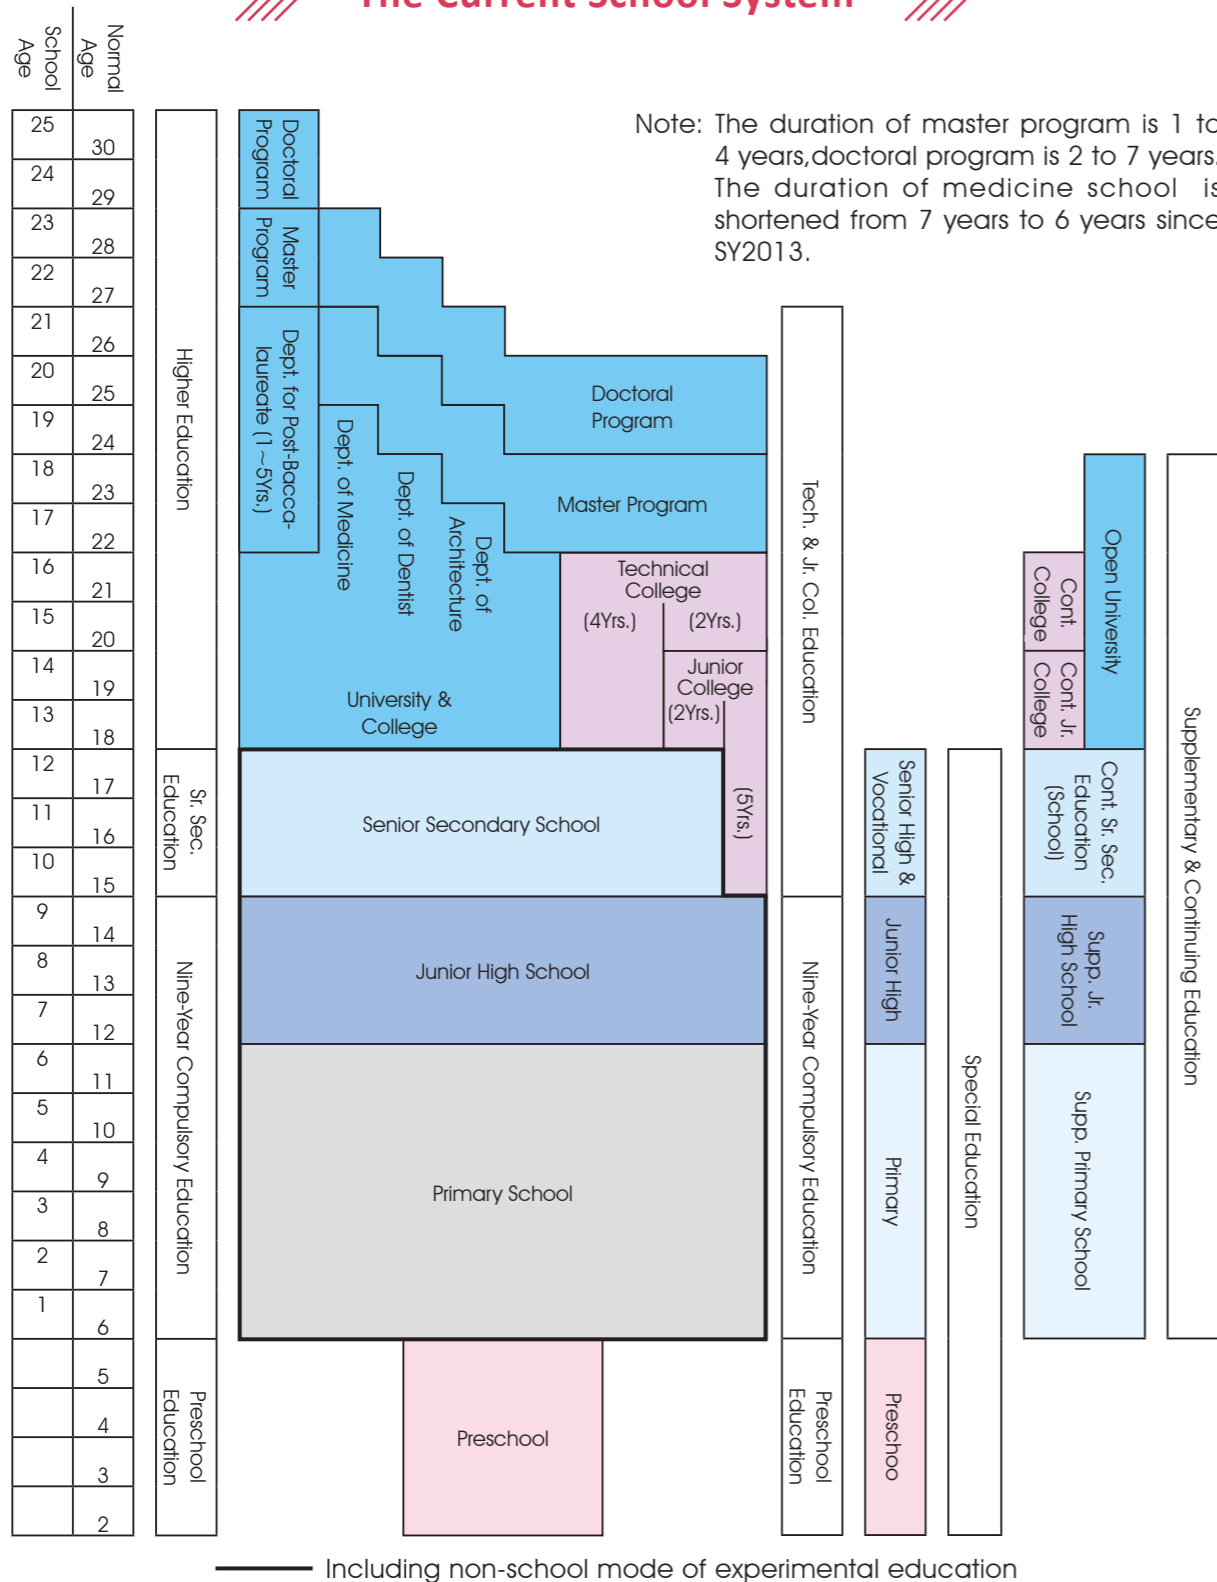 The Current School System
School
Age
Normal
Age
25
30
24
29
23
28
22
27
21
26
20
25
19
24
18
23
17
22
16
21
15
20
14
19
13
18
12
17
11
16
10
15
9
14
8
13
7
12
6
11
5
10
4
9
3
8
2
7
1
6
5
4
3
2
Higher Education
Sr. Sec.
Education
Nine-Year Compulsory Education
Preschool
Education
Note: The duration of master program is 1 to
4 years,doctoral program is 2 to 7 years.
The duration of medicine school is
shortened from 7 years to 6 years since
SY2013.
Doctoral
Program
Master
Program
Dept. for Post-Bacca-
laureate (1~5Yrs.)
Dept. of Medicine
Dept. of Dentist
Dept. of
Architecture
Doctoral
Program
Master Program
University &
College
Technical
College
(4Yrs.)
(2Yrs.)
Junior
College
(2Yrs.)
(5Yrs.)
Senior Secondary School
Junior High School
Primary School
Preschool
Tech. & Jr. Col. Education
Nine-Year Compulsory Education
Preschool
Education
Senior High &
Vocational
Junior High
Primary
Preschoo
Special Education
Open University
Cont.
College
Cont. Jr.
College
Cont. Sr. Sec.
Education
(School)
Supp. Jr.
High School
Supp. Primary School
Supplementary & Continuing Education
Including non-school mode of experimental education